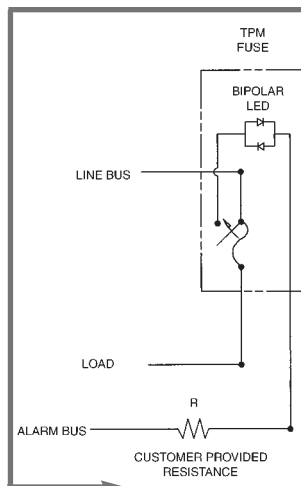 TPM
FUSE
BIPOLAR
LED
LINE BUS
LOAD
R
ALARM BUS
CUSTOMER PROVIDED
RESISTANCE